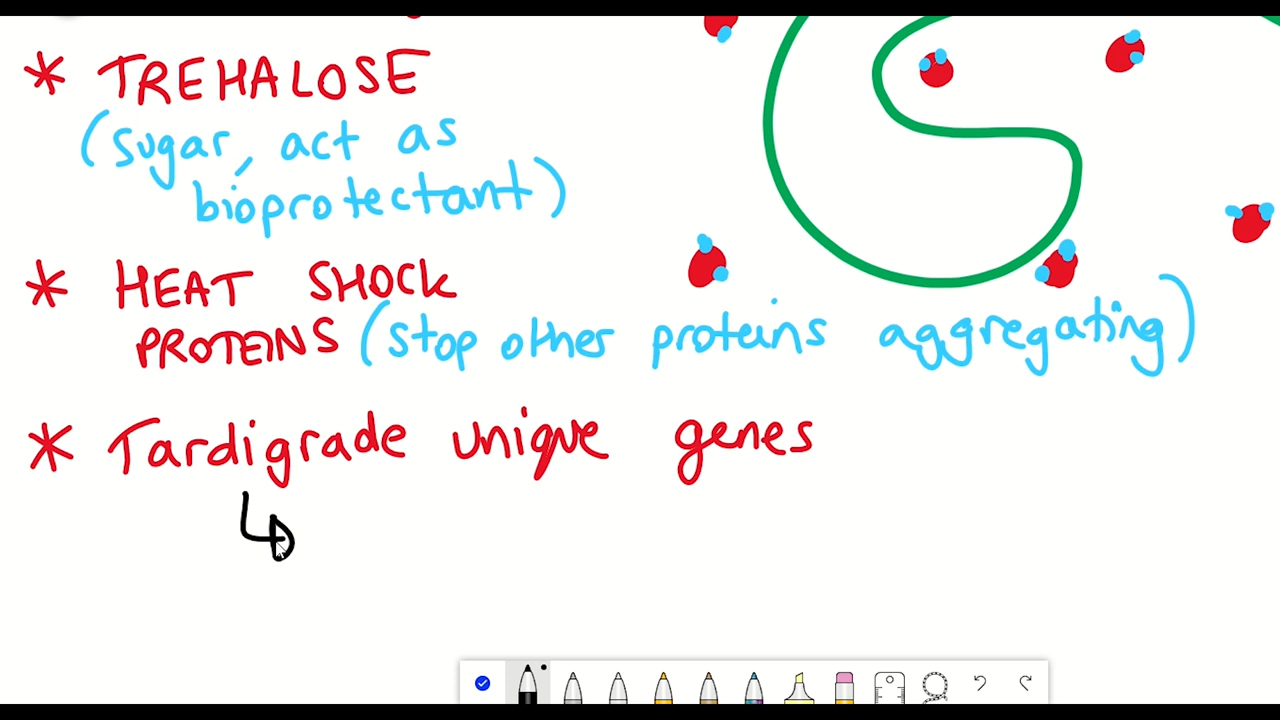 * TREHALOSE
(sugar, act as
bioprotectant)
* HEAT SHOCK
PROTEINS (stop other proteins aggregating)
* Tardigrade unique genes